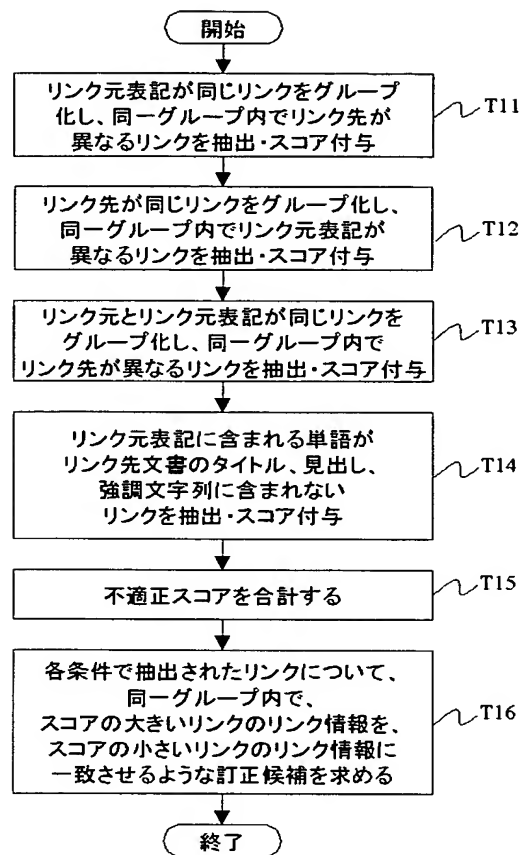 開始
リンク元表記が同じリンクをグループ
化し、同一グループ内でリンク先が
異なるリンクを抽出・スコア付与
T11
リンク先が同じリンクをグループ化し、
同一グループ内でリンク元表記が
異なるリンクを抽出・スコア付与
T12
リンク元とリンク元表記が同じリンクを
グループ化し、同一グループ内で
リンク先が異なるリンクを抽出・スコア付与
T13
リンク元表記に含まれる単語が
リンク先文書のタイトル、見出し、
強調文字列に含まれない
リンクを抽出・スコア付与
T14
不適正スコアを合計する
T15
各条件で抽出されたリンクについて、
同一グループ内で、
スコアの大きいリンクのリンク情報を、
スコアの小さいリンクのリンク情報に
一致させるような訂正候補を求める
T16
終了